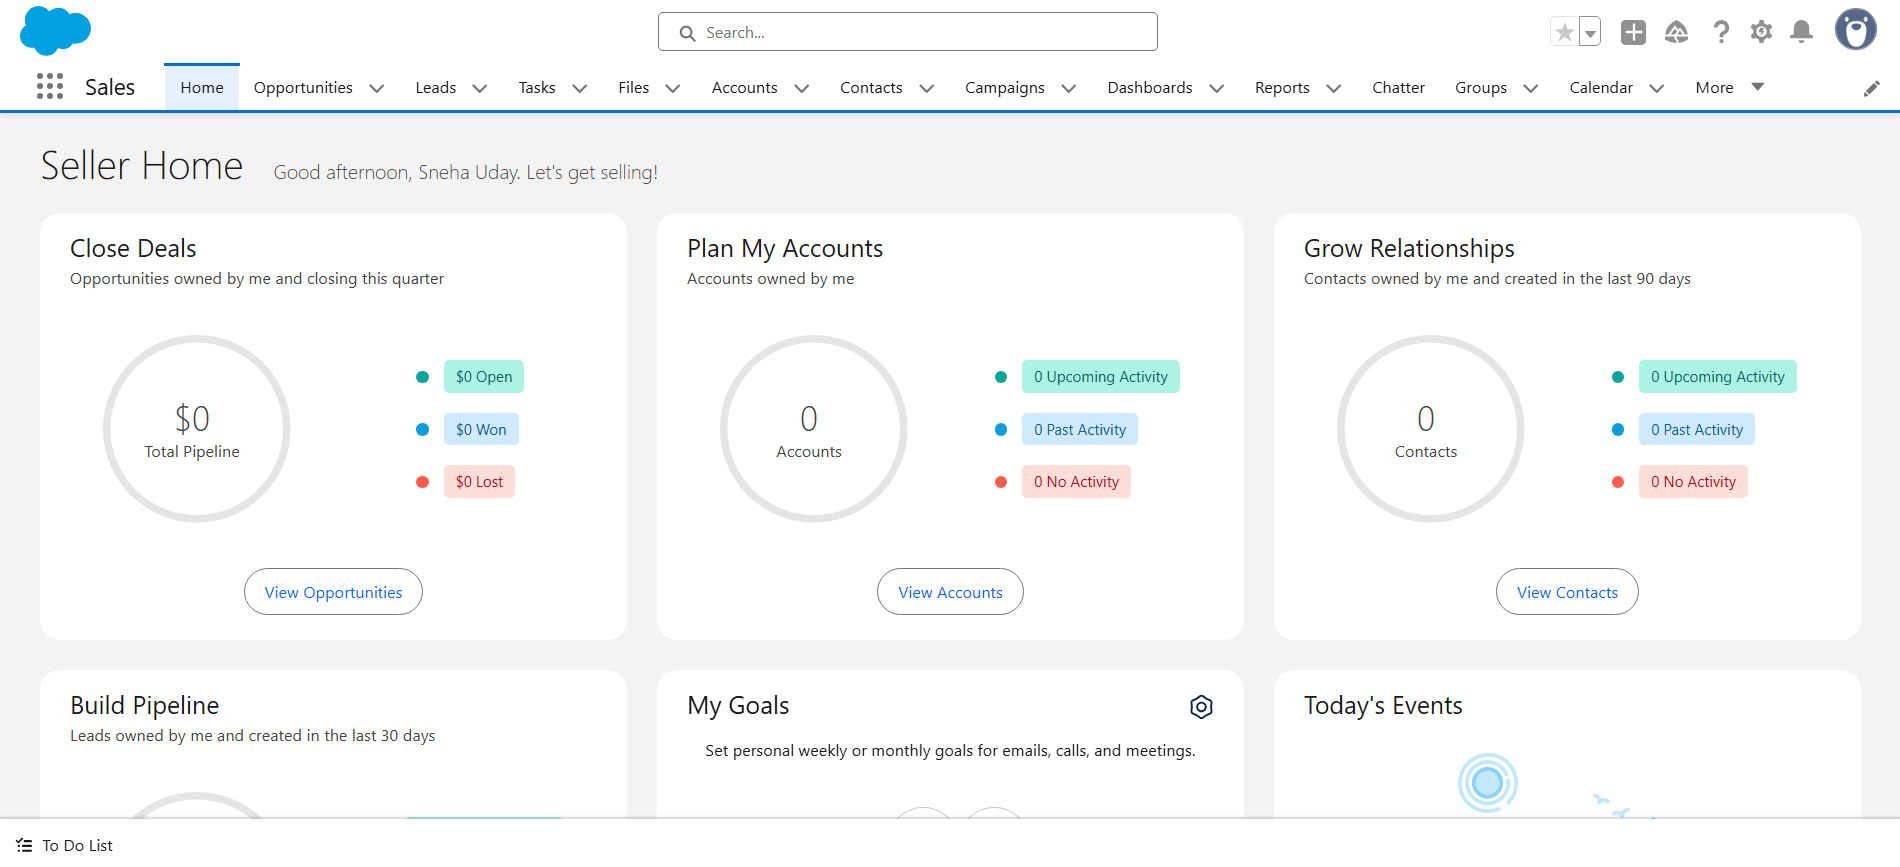 Search...
Sales Home Opportunities Leads Tasks Files Accounts Contacts Campaigns Dashboards Reports Chatter Groups Calendar More
Seller Home Good afternoon, Sneha Uday. Let's get selling!
Close Deals
Opportunities owned by me and closing this quarter
$0
Total Pipeline
$0 Open
$0 Won
$0 Lost
View Opportunities
Plan My Accounts
Accounts owned by me
0
Accounts
0 Upcoming Activity
0 Past Activity
0 No Activity
View Accounts
Grow Relationships
Contacts owned by me and created in the last 90 days
0
Contacts
0 Upcoming Activity
0 Past Activity
0 No Activity
View Contacts
Build Pipeline
Leads owned by me and created in the last 30 days
My Goals
Set personal weekly or monthly goals for emails, calls, and meetings.
Today's Events
To Do List